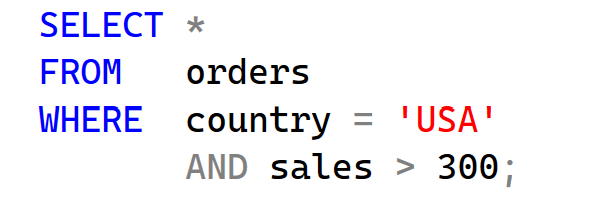 SELECT *
FROM   orders
WHERE  country = 'USA'
       AND sales > 300;